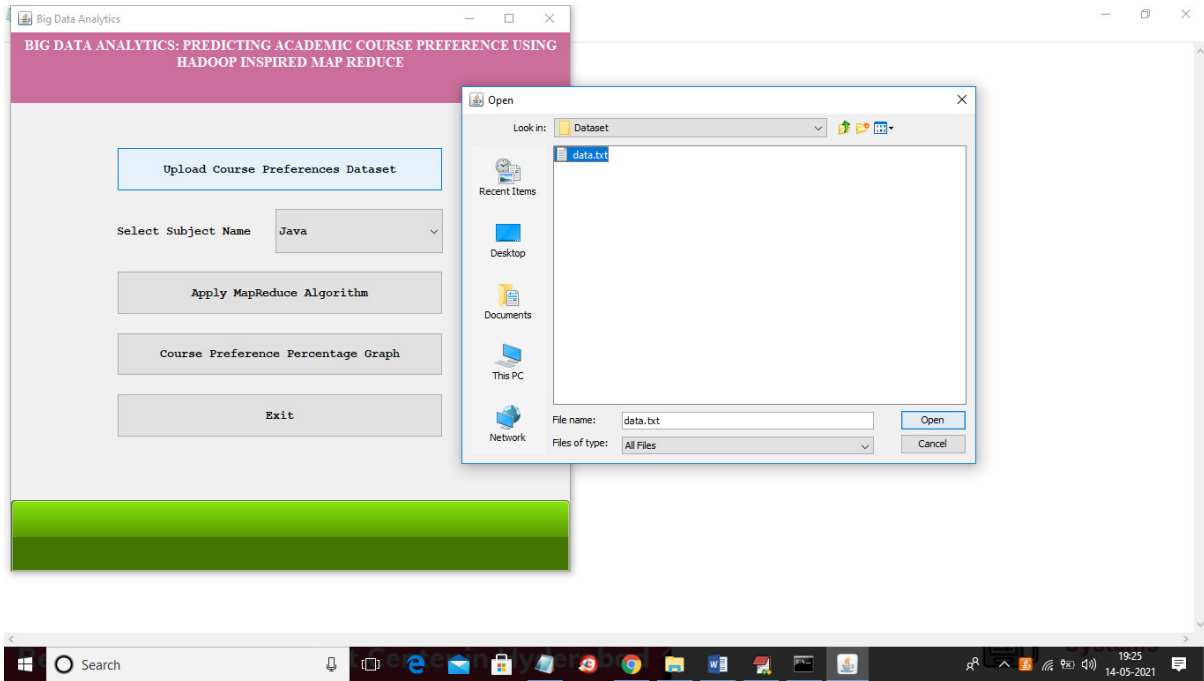 Big Data Analytics
BIG DATA ANALYTICS: PREDICTING ACADEMIC COURSE PREFERENCE USING
HADOOP INSPIRED MAP REDUCE
Upload Course Preferences Dataset
Select Subject Name
Java
Apply MapReduce Algorithm
Course Preference Percentage Graph
Exit
Open
Look in:
Dataset
data.txt
Recent Items
Desktop
Documents
This PC
Network
File name:
data.txt
Open
Files of type:
All Files
Cancel
Search
19:25
14-05-2021